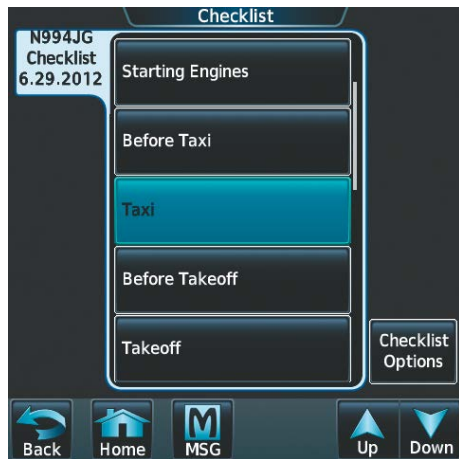 Checklist
N994JG
Checklist
6.29.2012
Starting Engines
Before Taxi
Taxi
Before Takeoff
Takeoff
Checklist
Options
Back
Home
MSG
Up
Down